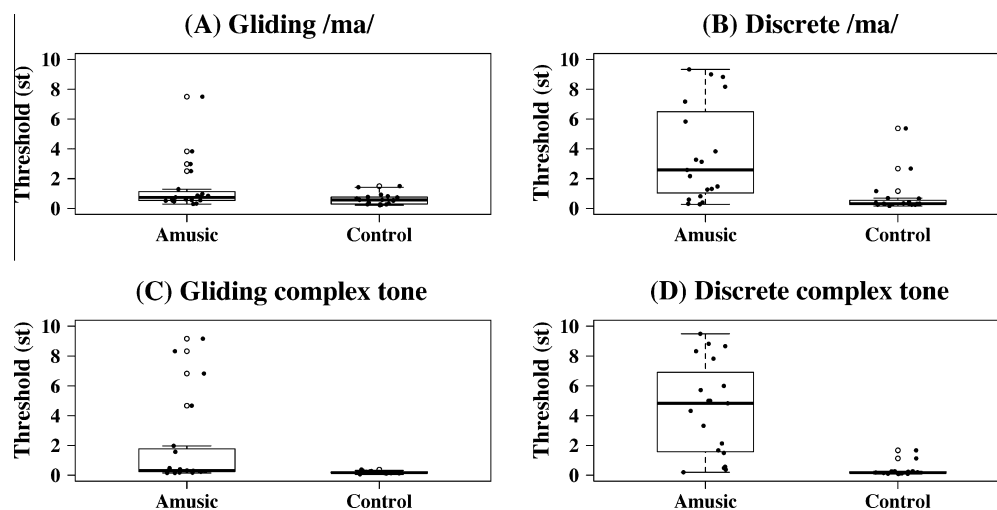 (A) Gliding /ma/
Threshold (st)
10
8
6
4
2
0
Amusic Control
(B) Discrete /ma/
Threshold (st)
10
8
6
4
2
0
Amusic Control
(C) Gliding complex tone
Threshold (st)
10
8
6
4
2
0
Amusic Control
(D) Discrete complex tone
Threshold (st)
10
8
6
4
2
0
Amusic Control